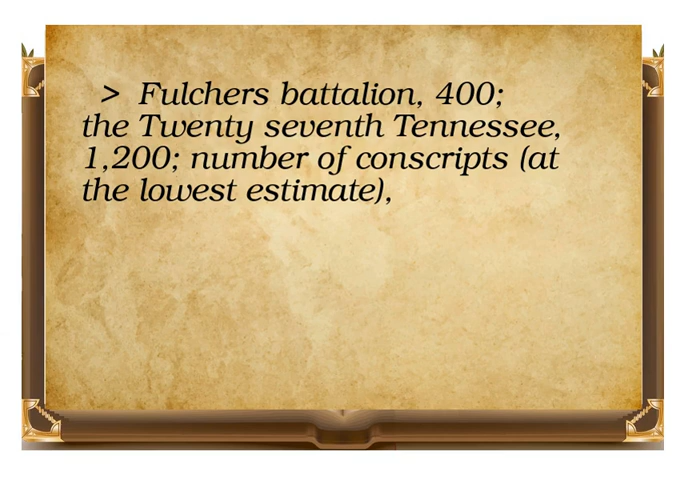 > Fulchers battalion, 400;
the Twenty seventh Tennessee,
1,200; number of conscripts (at
the lowest estimate),